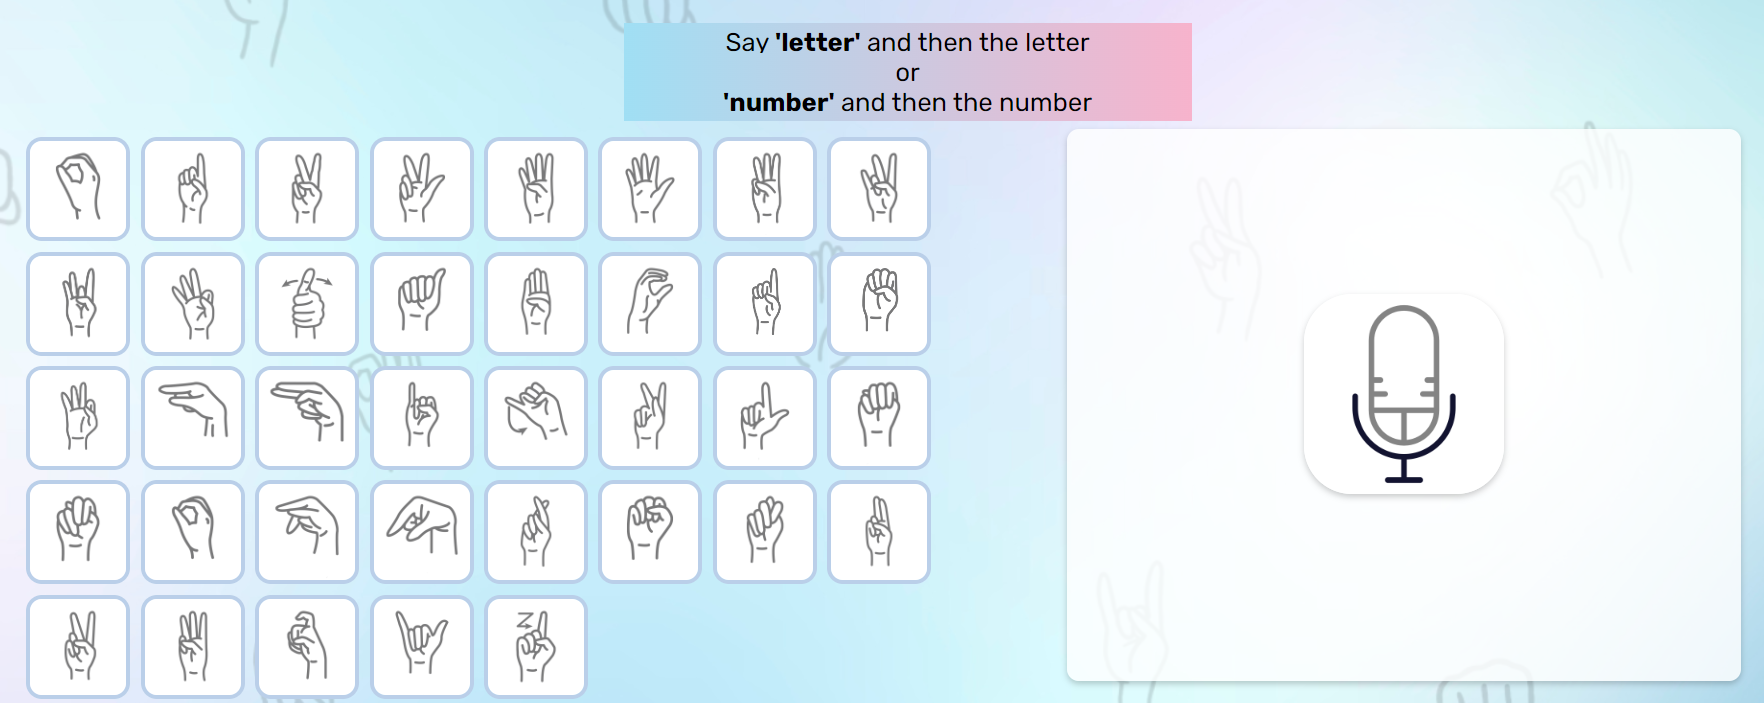 Say 'letter' and then the letter
or
'number' and then the number